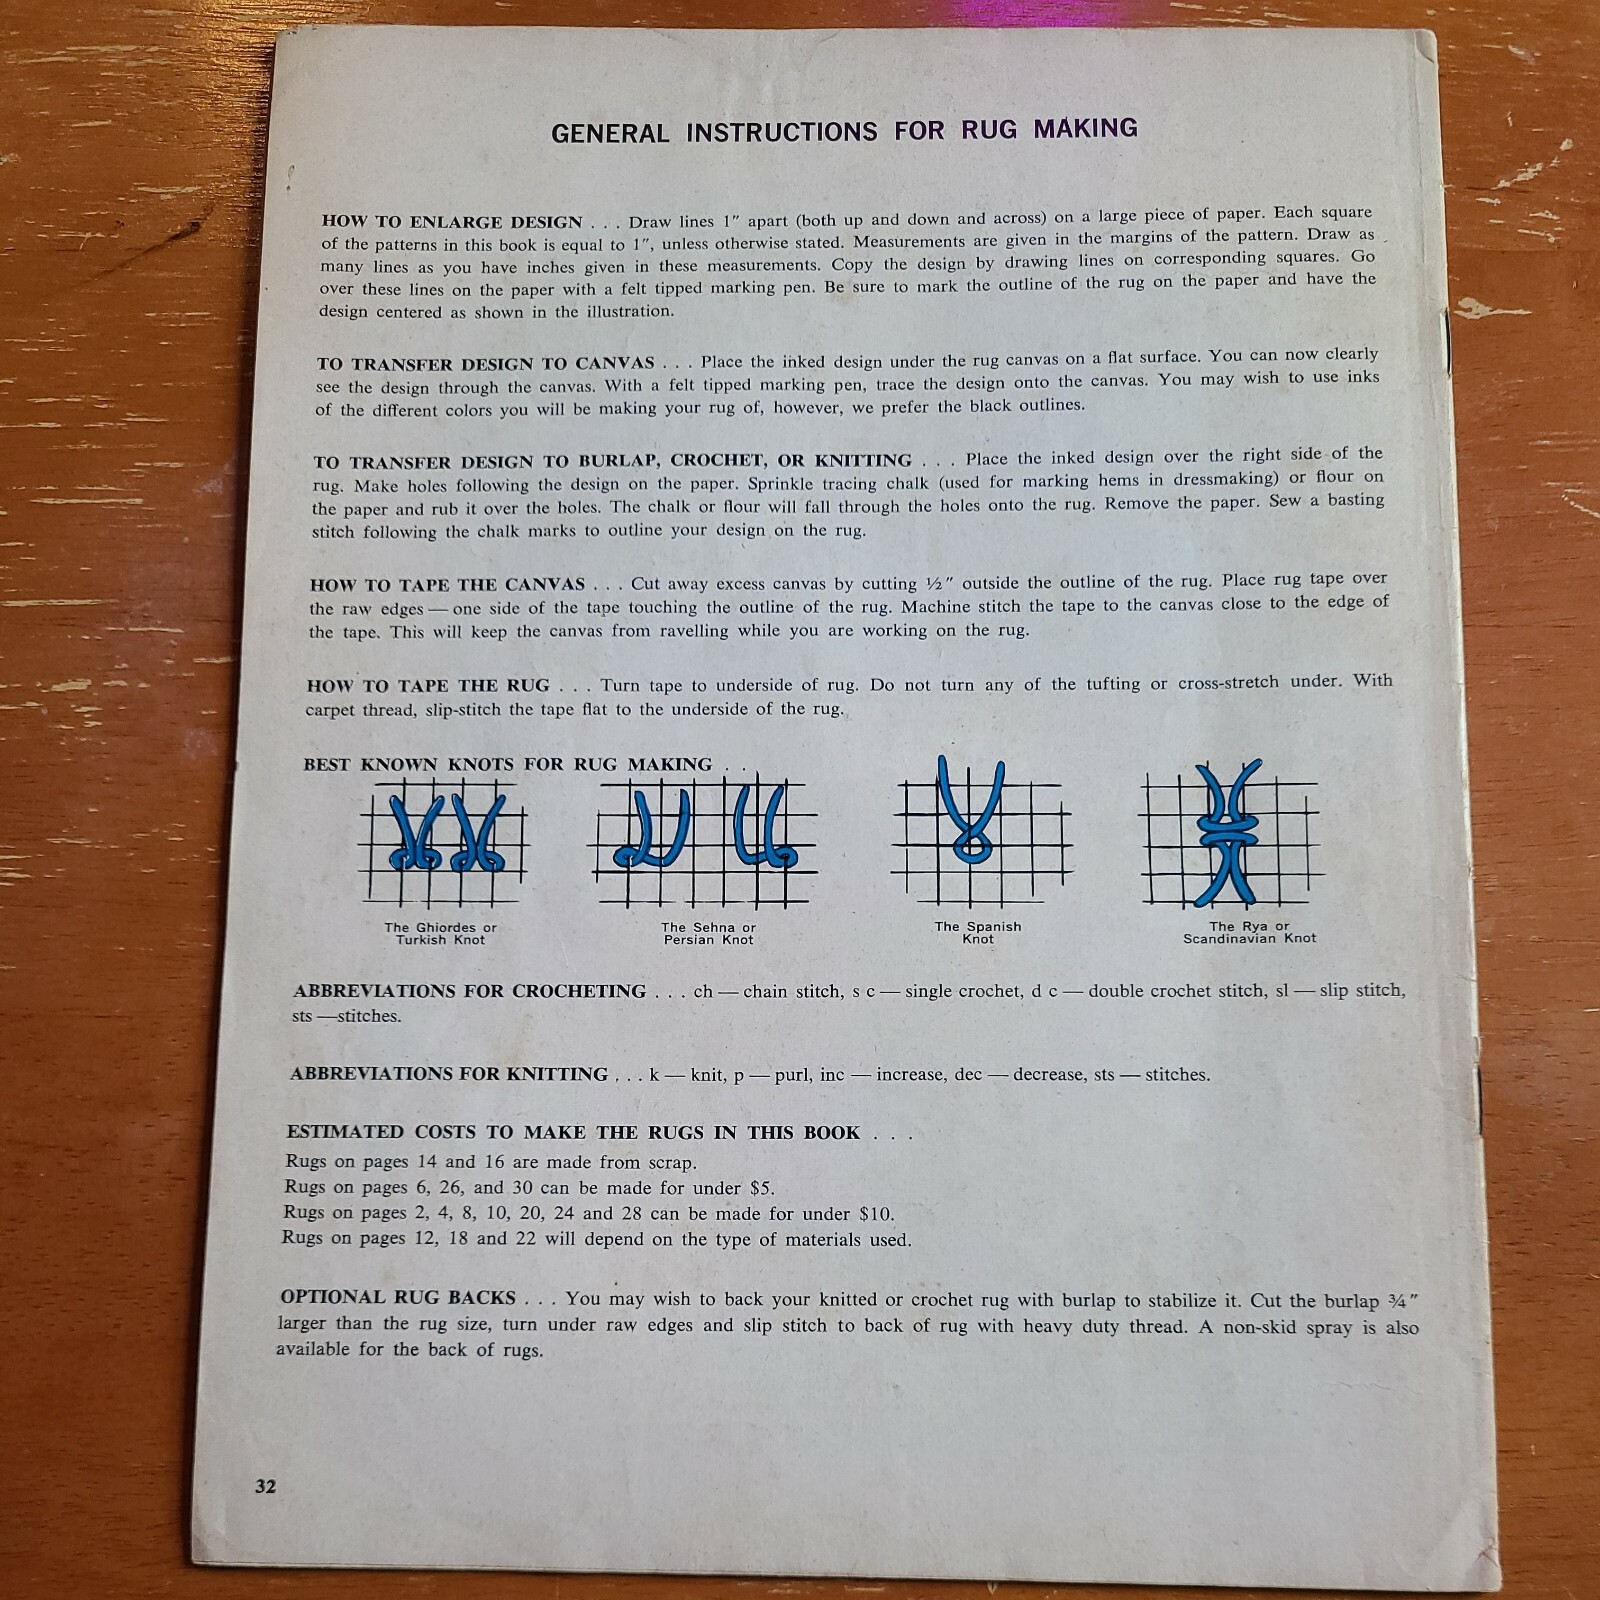 GENERAL INSTRUCTIONS FOR RUG MAKING
HOW TO ENLARGE DESIGN . . . Draw lines 1″ apart (both up and down and across) on a large piece of paper. Each square
of the patterns in this book is equal to 1″, unless otherwise stated. Measurements are given in the margins of the pattern. Draw as
many lines as you have inches given in these measurements. Copy the design by drawing lines on corresponding squares. Go
over these lines on the paper with a felt tipped marking pen. Be sure to mark the outline of the rug on the paper and have the
design centered as shown in the illustration.
TO TRANSFER DESIGN TO CANVAS . . . Place the inked design under the rug canvas on a flat surface. You can now clearly
see the design through the canvas. With a felt tipped marking pen, trace the design onto the canvas. You may wish to use inks
of the different colors you will be making your rug of, however, we prefer the black outlines.
TO TRANSFER DESIGN TO BURLAP, CROCHET, OR KNITTING . . . Place the inked design over the right side of the
rug. Make holes following the design on the paper. Sprinkle tracing chalk (used for marking hems in dressmaking) or flour on
the paper and rub it over the holes. The chalk or flour will fall through the holes onto the rug. Remove the paper. Sew a basting
stitch following the chalk marks to outline your design on the rug.
HOW TO TAPE THE CANVAS . . . Cut away excess canvas by cutting ½″ outside the outline of the rug. Place rug tape over
the raw edges — one side of the tape touching the outline of the rug. Machine stitch the tape to the canvas close to the edge of
the tape. This will keep the canvas from ravelling while you are working on the rug.
HOW TO TAPE THE RUG . . . Turn tape to underside of rug. Do not turn any of the tufting or cross-stretch under. With
carpet thread, slip-stitch the tape flat to the underside of the rug.
BEST KNOWN KNOTS FOR RUG MAKING . .
The Ghiordes or
Turkish Knot
The Sehna or
Persian Knot
The Spanish
Knot
The Rya or
Scandinavian Knot
ABBREVIATIONS FOR CROCHETING . . . ch — chain stitch, s c — single crochet, d c — double crochet stitch, sl — slip stitch,
sts —stitches.
ABBREVIATIONS FOR KNITTING . . . k — knit, p — purl, inc — increase, dec — decrease, sts — stitches.
ESTIMATED COSTS TO MAKE THE RUGS IN THIS BOOK . . .
Rugs on pages 14 and 16 are made from scrap.
Rugs on pages 6, 26, and 30 can be made for under $5.
Rugs on pages 2, 4, 8, 10, 20, 24 and 28 can be made for under $10.
Rugs on pages 12, 18 and 22 will depend on the type of materials used.
OPTIONAL RUG BACKS . . . You may wish to back your knitted or crochet rug with burlap to stabilize it. Cut the burlap ¾″
larger than the rug size, turn under raw edges and slip stitch to back of rug with heavy duty thread. A non-skid spray is also
available for the back of rugs.
32